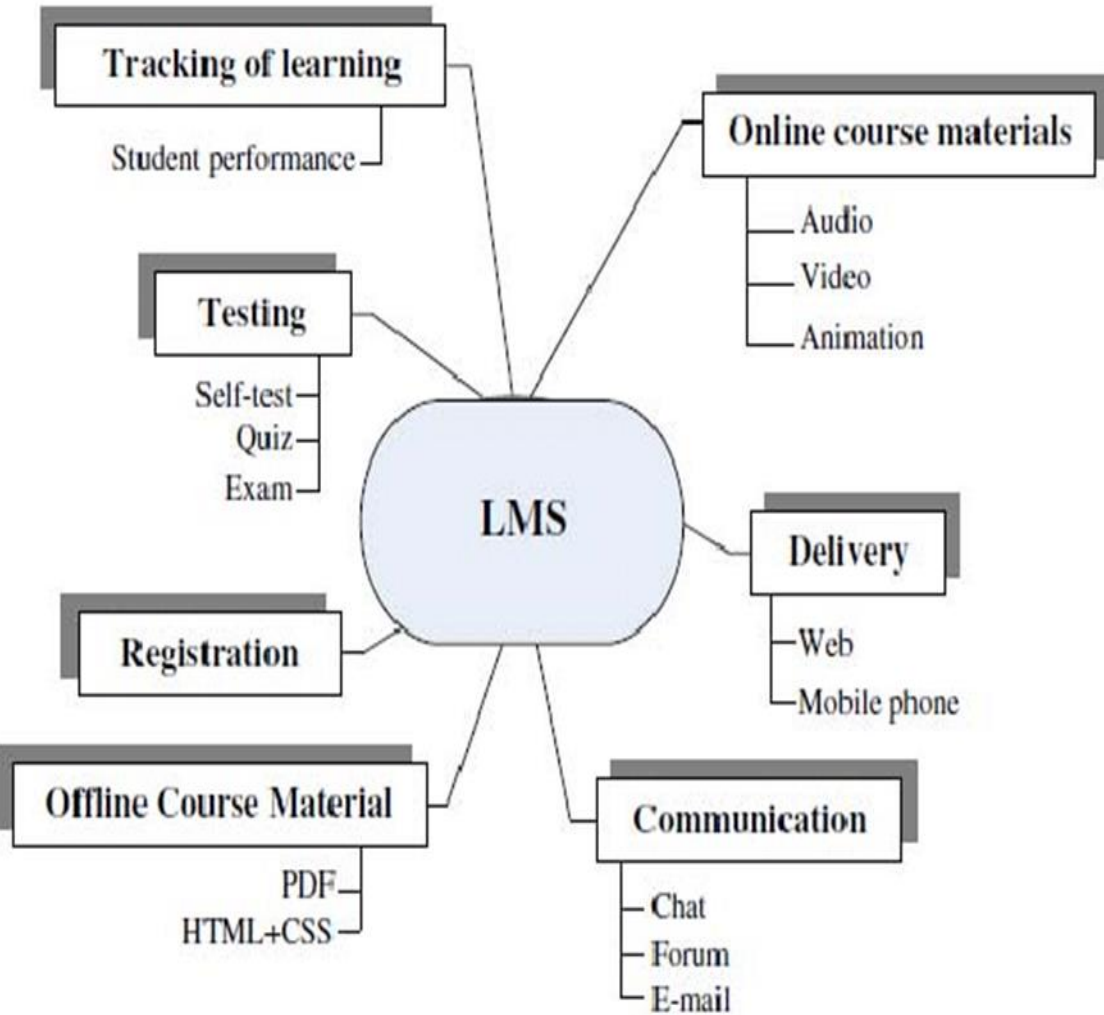 Tracking of learning
Student performance
Online course materials
Audio
Video
Animation
Testing
Self-test
Quiz
Exam
LMS
Delivery
Web
Mobile phone
Registration
Offline Course Material
PDF
HTML+CSS
Communication
Chat
Forum
E-mail